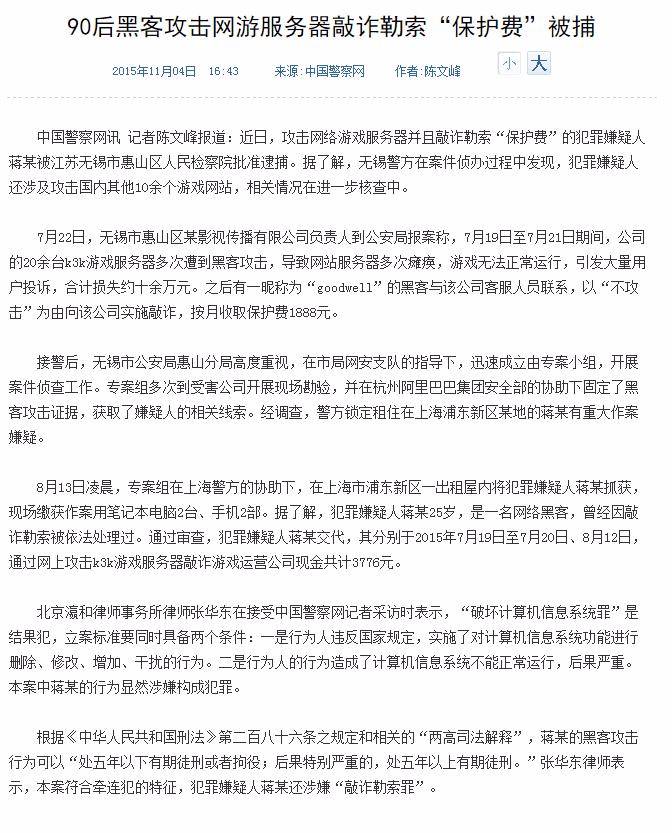 90后黑客攻击网游服务器敲诈勒索“保护费”被捕
2015年11月04日 16:43 来源:中国警察网 作者:陈文峰 小 大
中国警察网讯 记者陈文峰报道：近日，攻击网络游戏服务器并且敲诈勒索“保护费”的犯罪嫌疑人
蒋某被江苏无锡市惠山区人民检察院批准逮捕。据了解，无锡警方在案件侦办过程中发现，犯罪嫌疑人
还涉及攻击国内其他10余个游戏网站，相关情况在进一步核查中。
7月22日，无锡市惠山区某影视传播有限公司负责人到公安局报案称，7月19日至7月21日期间，公司
的20余台k3k游戏服务器多次遭到黑客攻击，导致网站服务器多次瘫痪，游戏无法正常运行，引发大量用
户投诉，合计损失约十余万元。之后有一昵称为“goodwell”的黑客与该公司客服人员联系，以“不攻
击”为由向该公司实施敲诈，按月收取保护费1888元。
接警后，无锡市公安局惠山分局高度重视，在市局网安支队的指导下，迅速成立由专案小组，开展
案件侦查工作。专案组多次到受害公司开展现场勘验，并在杭州阿里巴巴集团安全部的协助下固定了黑
客攻击证据，获取了嫌疑人的相关线索。经调查，警方锁定租住在上海浦东新区某地的蒋某有重大作案
嫌疑。
8月13日凌晨，专案组在上海警方的协助下，在上海市浦东新区一出租屋内将犯罪嫌疑人蒋某抓获，
现场缴获作案用笔记本电脑2台、手机2部。据了解，犯罪嫌疑人蒋某25岁，是一名网络黑客，曾经因敲
诈勒索被依法处理过。通过审查，犯罪嫌疑人蒋某交代，其分别于2015年7月19日至7月20日、8月12日，
通过网上攻击k3k游戏服务器敲诈游戏运营公司现金共计3776元。
北京瀛和律师事务所律师张华东在接受中国警察网记者采访时表示，“破坏计算机信息系统罪”是
结果犯，立案标准要同时具备两个条件：一是行为人违反国家规定，实施了对计算机信息系统功能进行
删除、修改、增加、干扰的行为。二是行为人的行为造成了计算机信息系统不能正常运行，后果严重。
本案中蒋某的行为显然涉嫌构成犯罪。
根据《中华人民共和国刑法》第二百八十六条之规定和相关的“两高司法解释”，蒋某的黑客攻击
行为可以“处五年以下有期徒刑或者拘役；后果特别严重的，处五年以上有期徒刑。”张华东律师表
示，本案符合牵连犯的特征，犯罪嫌疑人蒋某还涉嫌“敲诈勒索罪”。